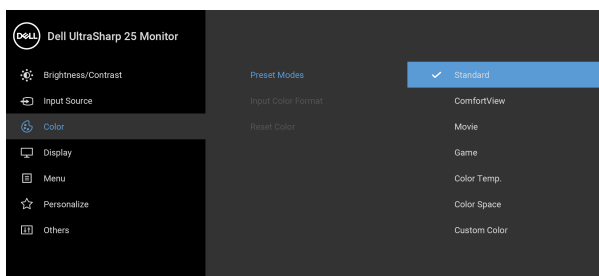 DELL Dell UltraSharp 25 Monitor
Brightness/Contrast
Input Source
Color
Display
Menu
Personalize
Others
Preset Modes
Input Color Format
Reset Color
Standard
ComfortView
Movie
Game
Color Temp.
Color Space
Custom Color